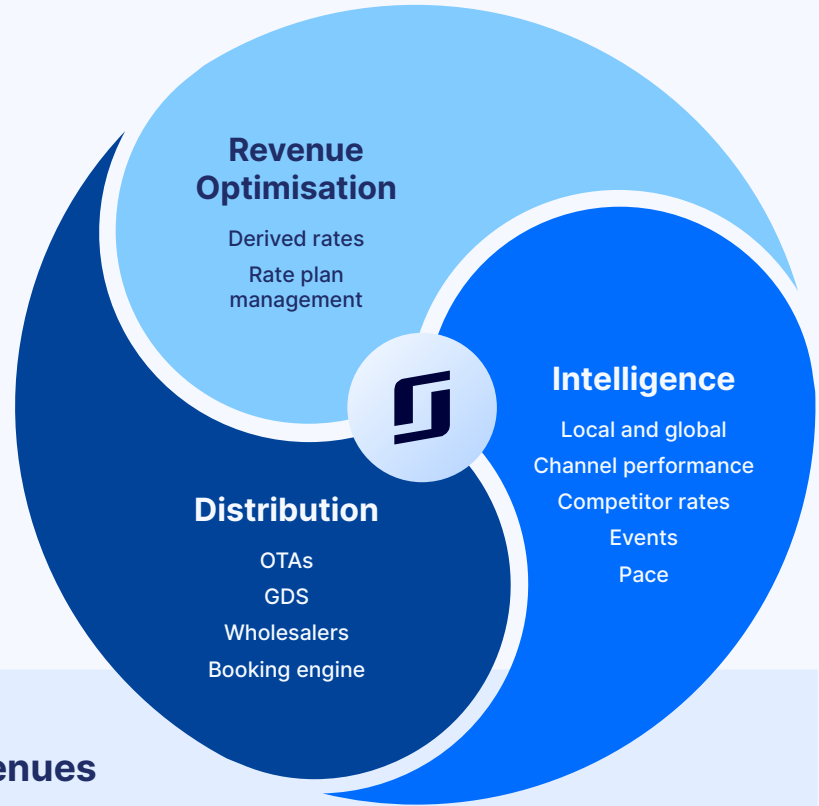 Revenue
Optimisation
Derived rates
Rate plan
management
Intelligence
Local and global
Channel performance
Competitor rates
Events
Pace
Distribution
OTAs
GDS
Wholesalers
Booking engine